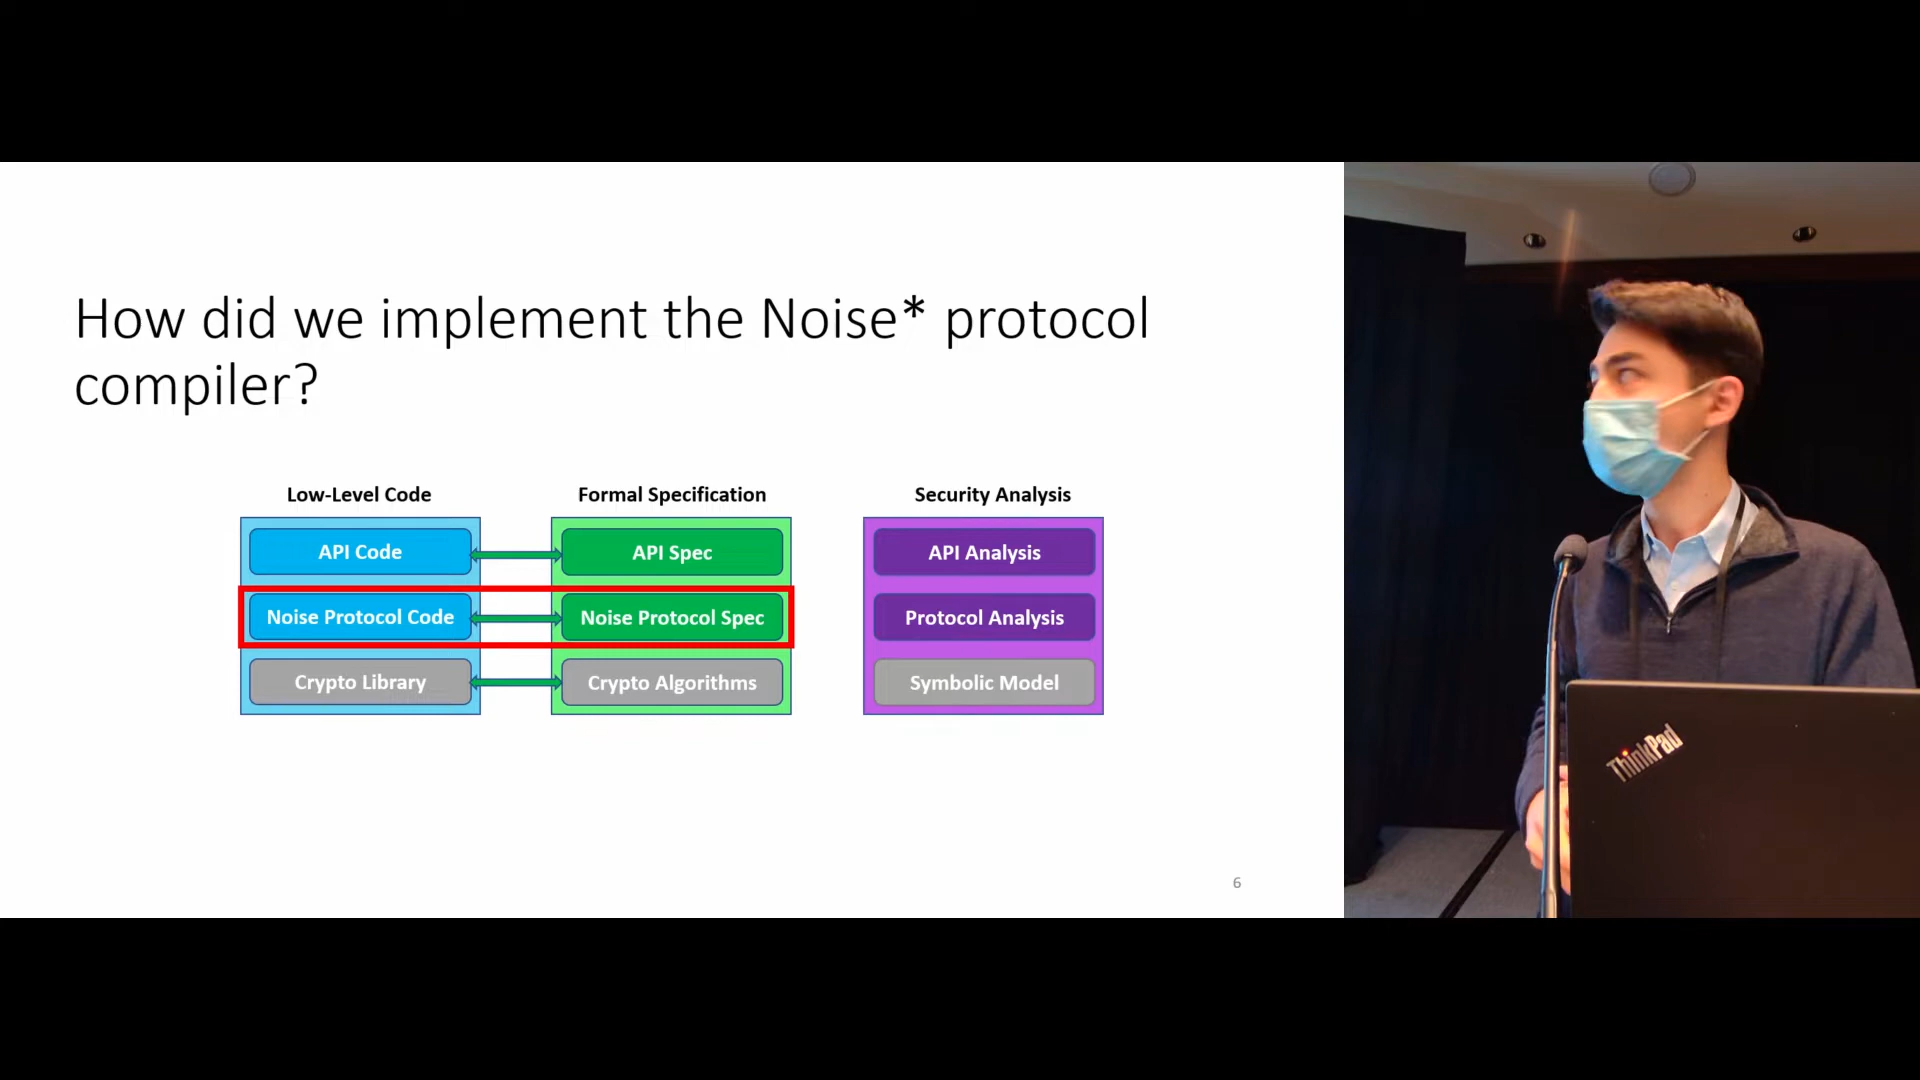 How did we implement the Noise* protocol
compiler?
Low-Level Code
Formal Specification
Security Analysis
API Code
API Spec
API Analysis
Noise Protocol Code
Noise Protocol Spec
Protocol Analysis
Crypto Library
Crypto Algorithms
Symbolic Model
6
ThinkPad